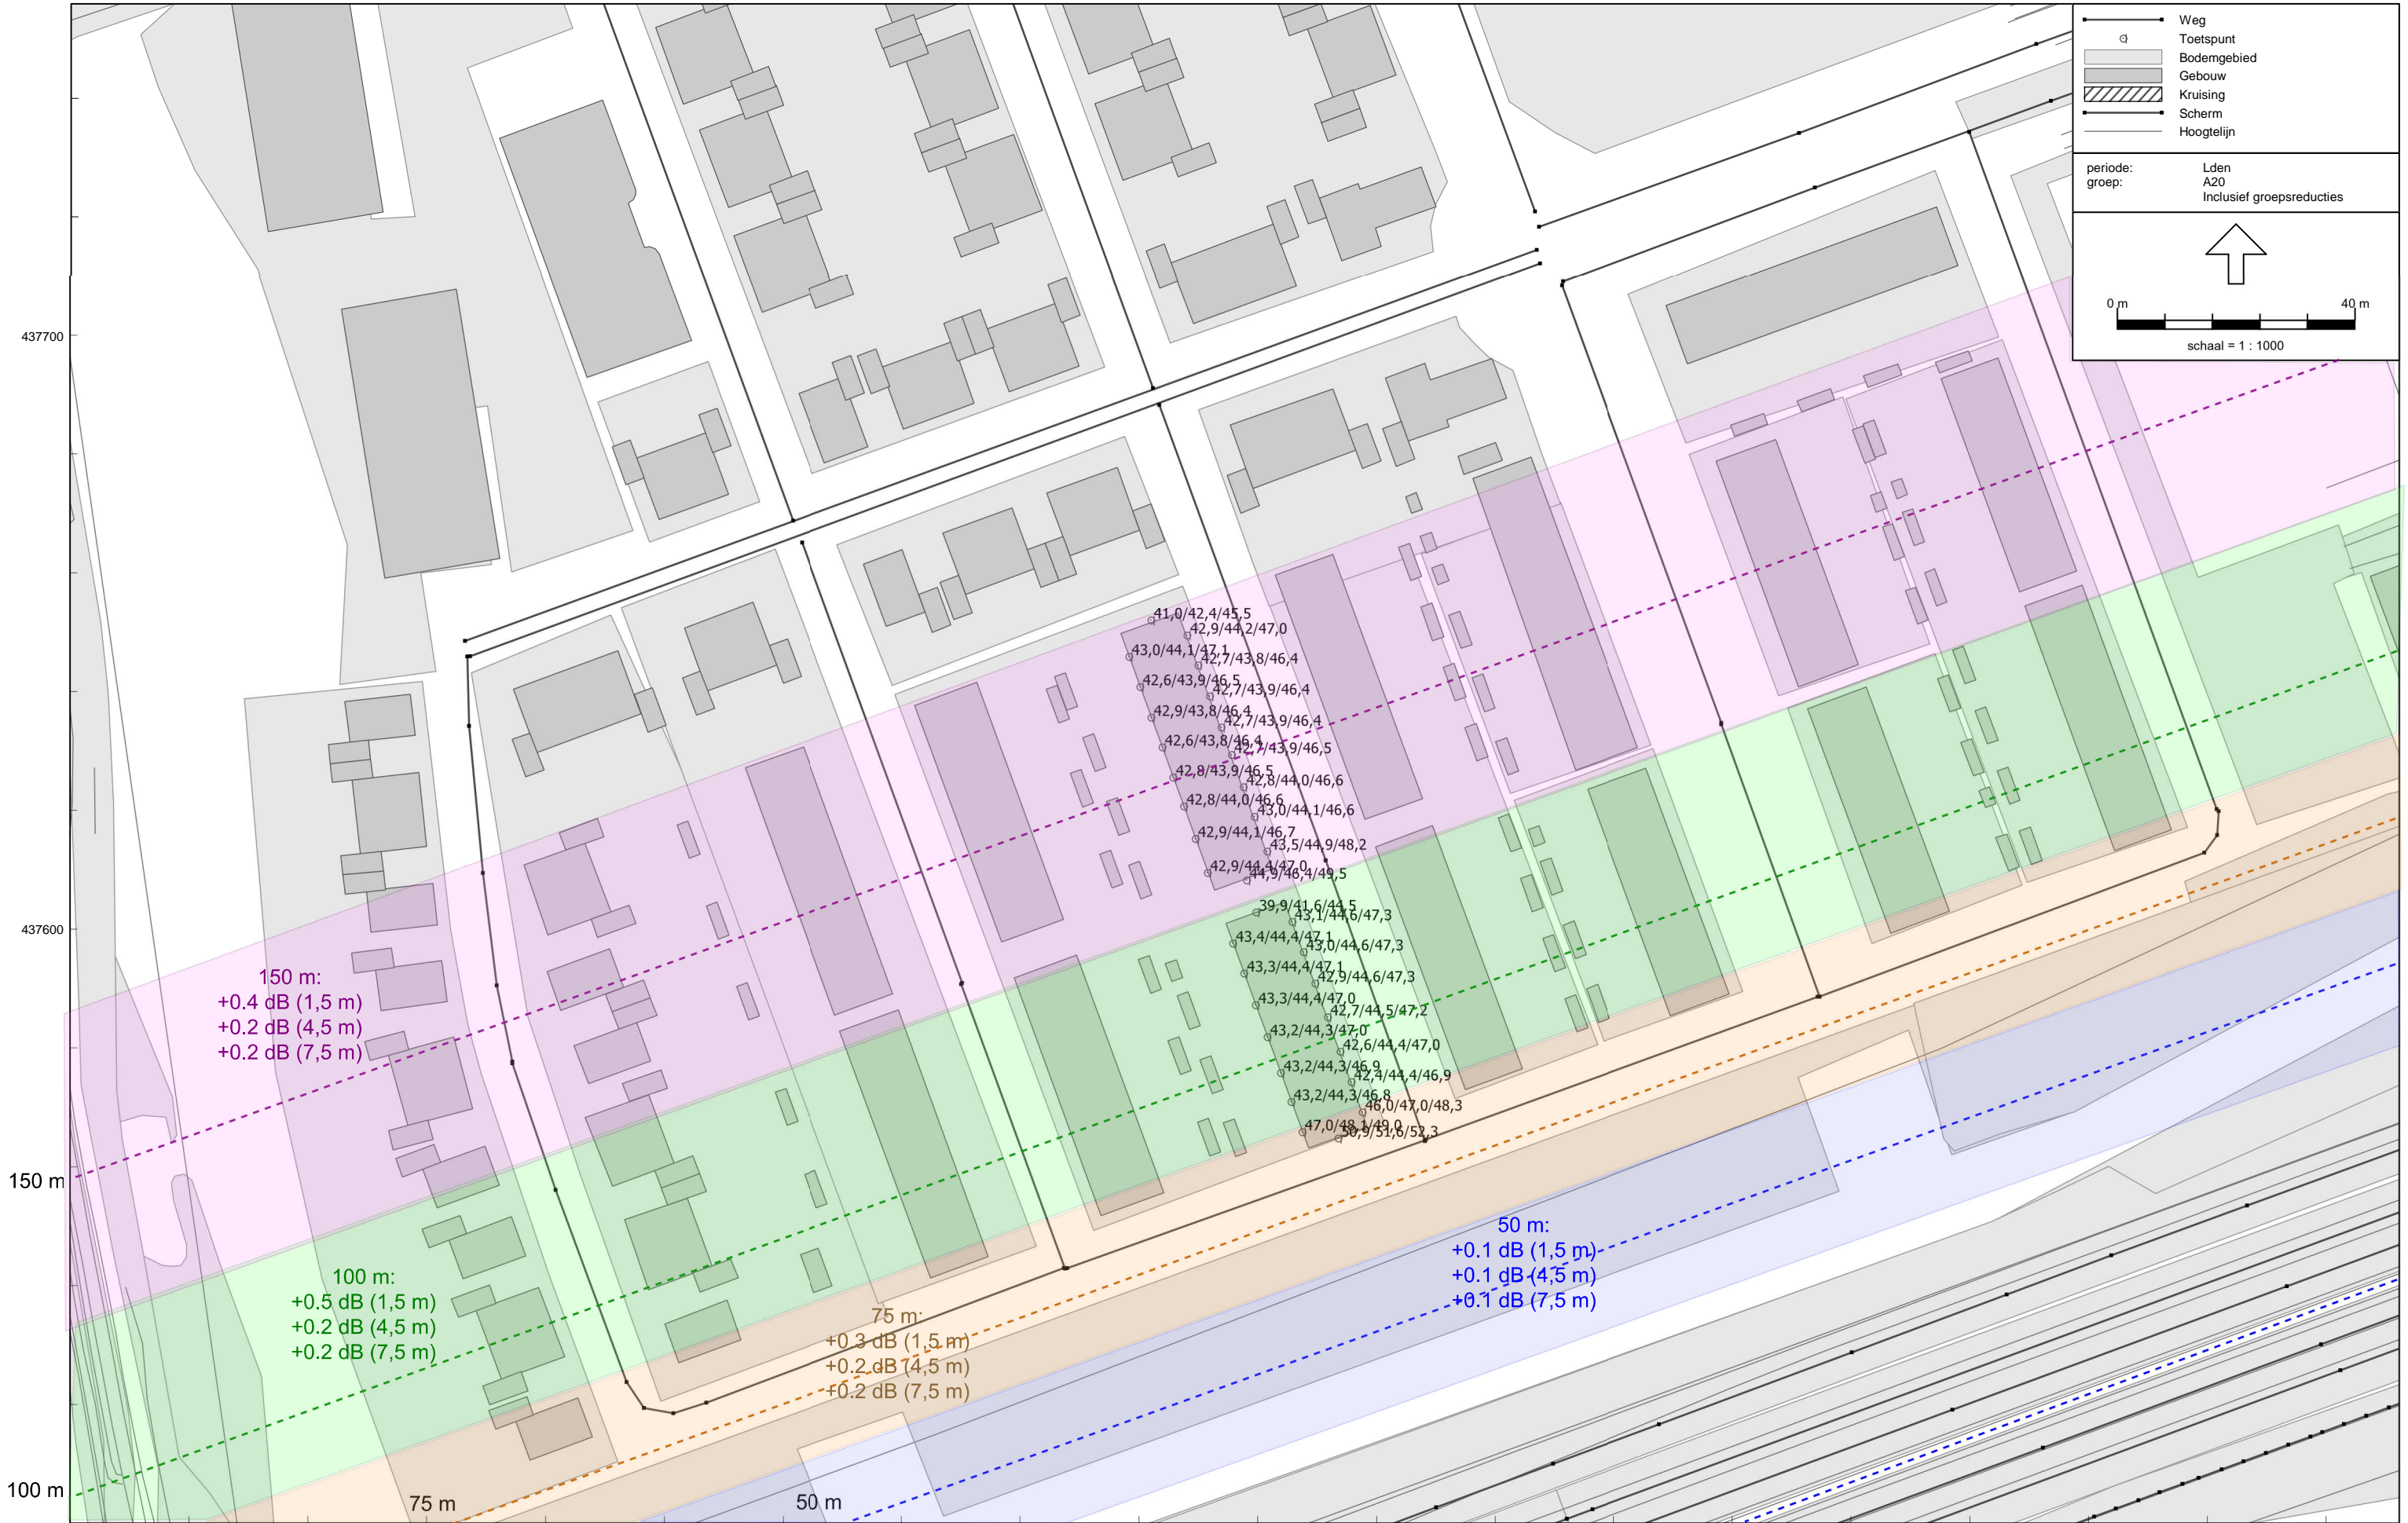 Weg
Toetspunt
Bodemgebied
Gebouw
Kruising
Scherm
Hoogtelijn
periode: Lden
groep: A20
Inclusief groepsreducties
0 m 40 m
schaal = 1 : 1000
437700
41,0/42,4/45,5
42,9/44,2/47,0
43,0/44,1/47,1
42,7/43,8/46,4
42,6/43,9/46,5
42,7/43,9/46,4
42,9/43,8/46,4
42,7/43,9/46,4
42,6/43,8/46,4
42,7/43,9/46,5
42,8/43,9/46,5
42,8/44,0/46,6
42,8/44,0/46,6
43,0/44,1/46,6
42,9/44,1/46,7
43,5/44,9/48,2
42,9/44,4/47,0
44,9/46,4/49,5
437600
39,9/41,6/44,5
43,1/44,6/47,3
43,4/44,4/47,1
43,0/44,6/47,3
43,3/44,4/47,1
42,9/44,6/47,3
43,3/44,4/47,0
42,7/44,5/47,2
43,2/44,3/47,0
42,6/44,4/47,0
43,2/44,3/46,9
42,4/44,4/46,9
43,2/44,3/46,8
46,0/47,0/48,3
47,0/48,1/49,0
50,9/51,6/52,3
150 m:
+0.4 dB (1,5 m)
+0.2 dB (4,5 m)
+0.2 dB (7,5 m)
150 m
50 m:
+0.1 dB (1,5 m)
+0.1 dB (4,5 m)
+0.1 dB (7,5 m)
100 m:
+0.5 dB (1,5 m)
+0.2 dB (4,5 m)
+0.2 dB (7,5 m)
75 m:
+0.3 dB (1,5 m)
+0.2 dB (4,5 m)
+0.2 dB (7,5 m)
100 m
75 m
50 m